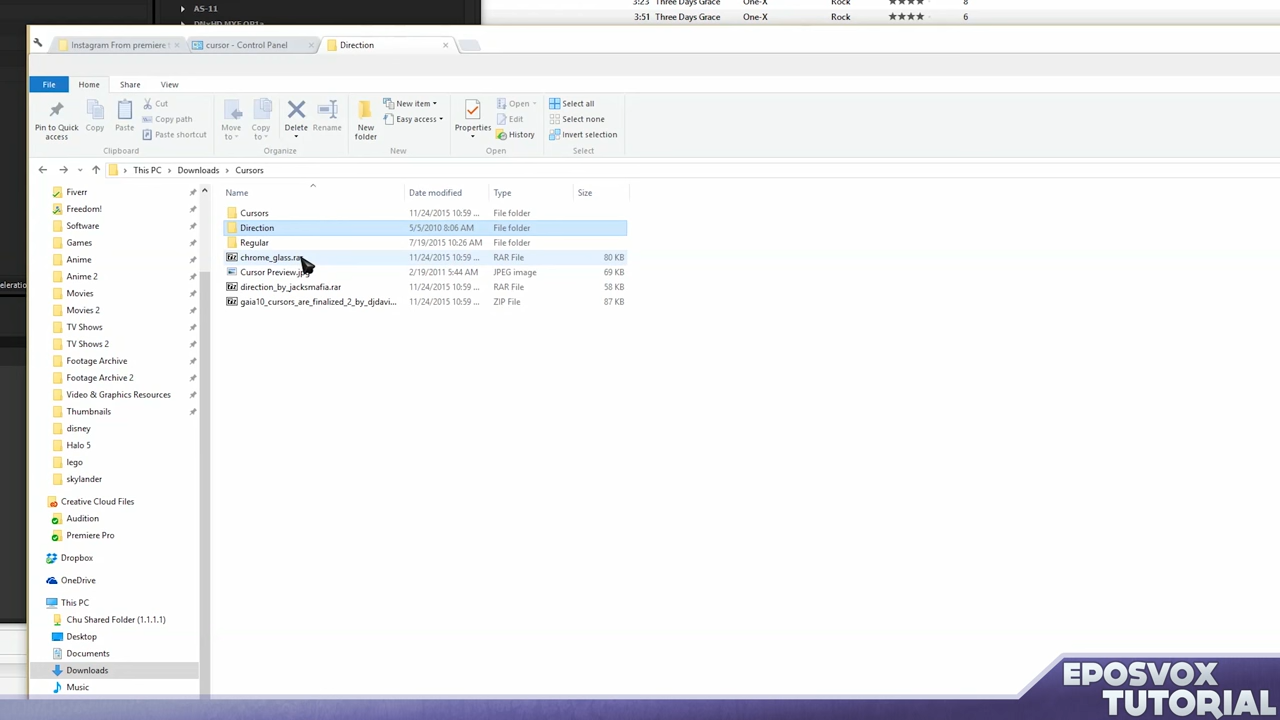 AS-11
3:23 Three Days Grace One-X Rock 8
3:51 Three Days Grace One-X Rock 6
Instagram From premiere
cursor - Control Panel
Direction
File Home Share View
Pin to Quick access
Copy
Paste
Cut
Copy path
Paste shortcut
Clipboard
Move to
Copy to
Delete
Rename
Organize
New folder
New item
Easy access
New
Properties
Open
Edit
History
Open
Select all
Select none
Invert selection
Select
This PC Downloads Cursors
Name Date modified Type Size
Cursors 11/24/2015 10:59 ... File folder
Direction 5/5/2010 8:06 AM File folder
Regular 7/19/2015 10:26 AM File folder
chrome_glass.ra 11/24/2015 10:59 ... RAR File 80 KB
Cursor Preview.jpg 2/19/2011 5:44 AM JPEG image 69 KB
direction_by_jacksmafia.rar 11/24/2015 10:59 ... RAR File 58 KB
gaia10_cursors_are_finalized_2_by_djdavi... 11/24/2015 10:59 ... ZIP File 87 KB
Fiverr
Freedom!
Software
Games
Anime
Anime 2
Movies
Movies 2
TV Shows
TV Shows 2
Footage Archive
Footage Archive 2
Video & Graphics Resources
Thumbnails
disney
Halo 5
lego
skylander
Creative Cloud Files
Audition
Premiere Pro
Dropbox
OneDrive
This PC
Chu Shared Folder (1.1.1.1)
Desktop
Documents
Downloads
Music
EPOSVOX
TUTORIAL